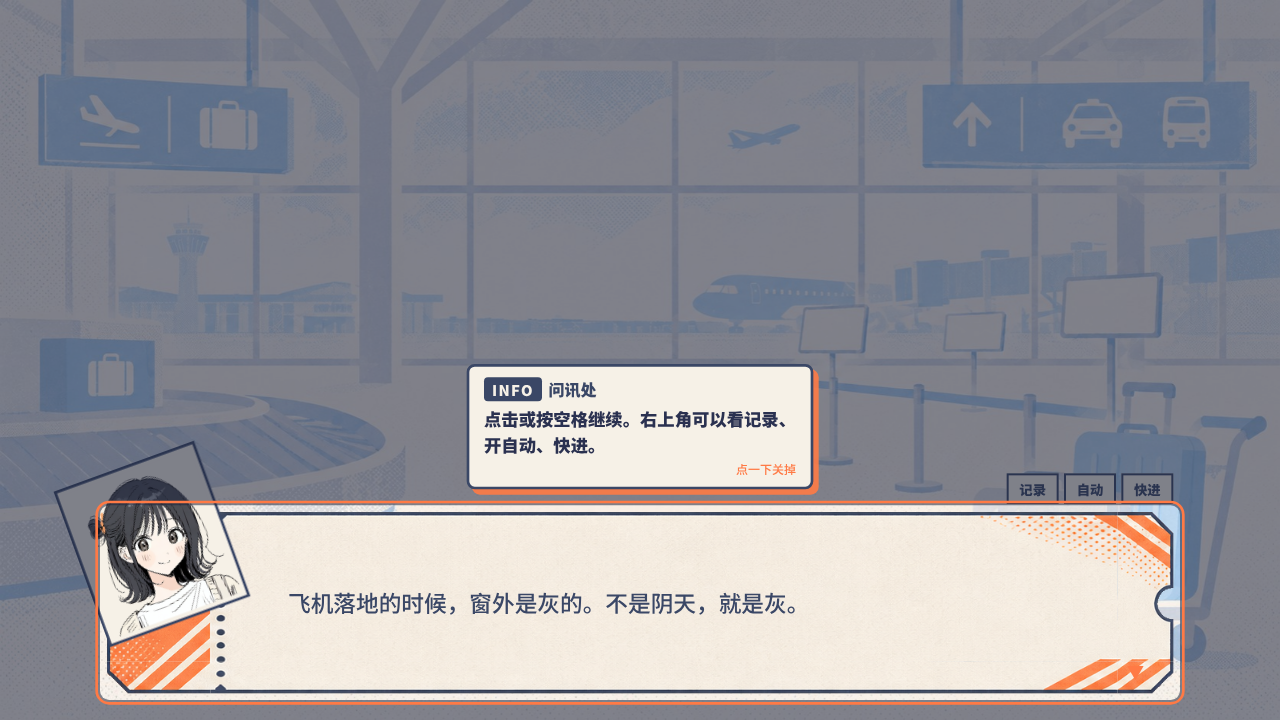 INFO 问讯处
点击或按空格继续。右上角可以看记录、
开自动、快进。
点一下关掉
记录 自动 快进
飞机落地的时候，窗外是灰的。不是阴天，就是灰。